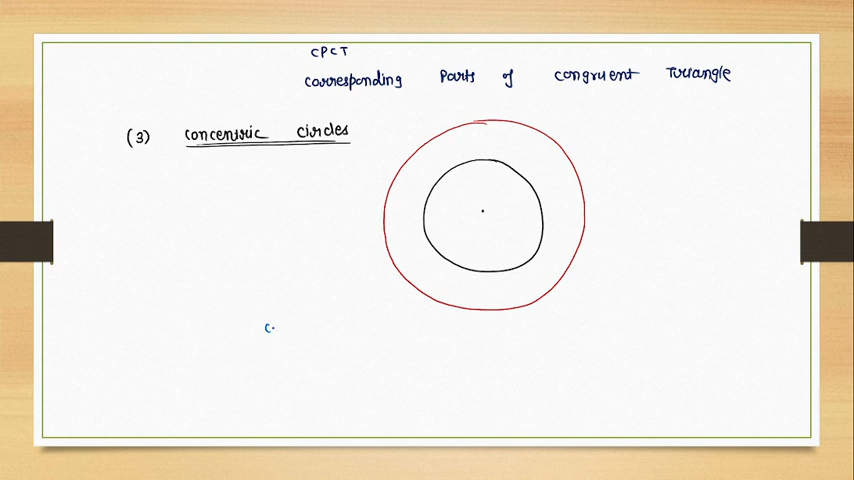 CPCT
corresponding Parts of congruent Triangle
(3) concentric circles
c.